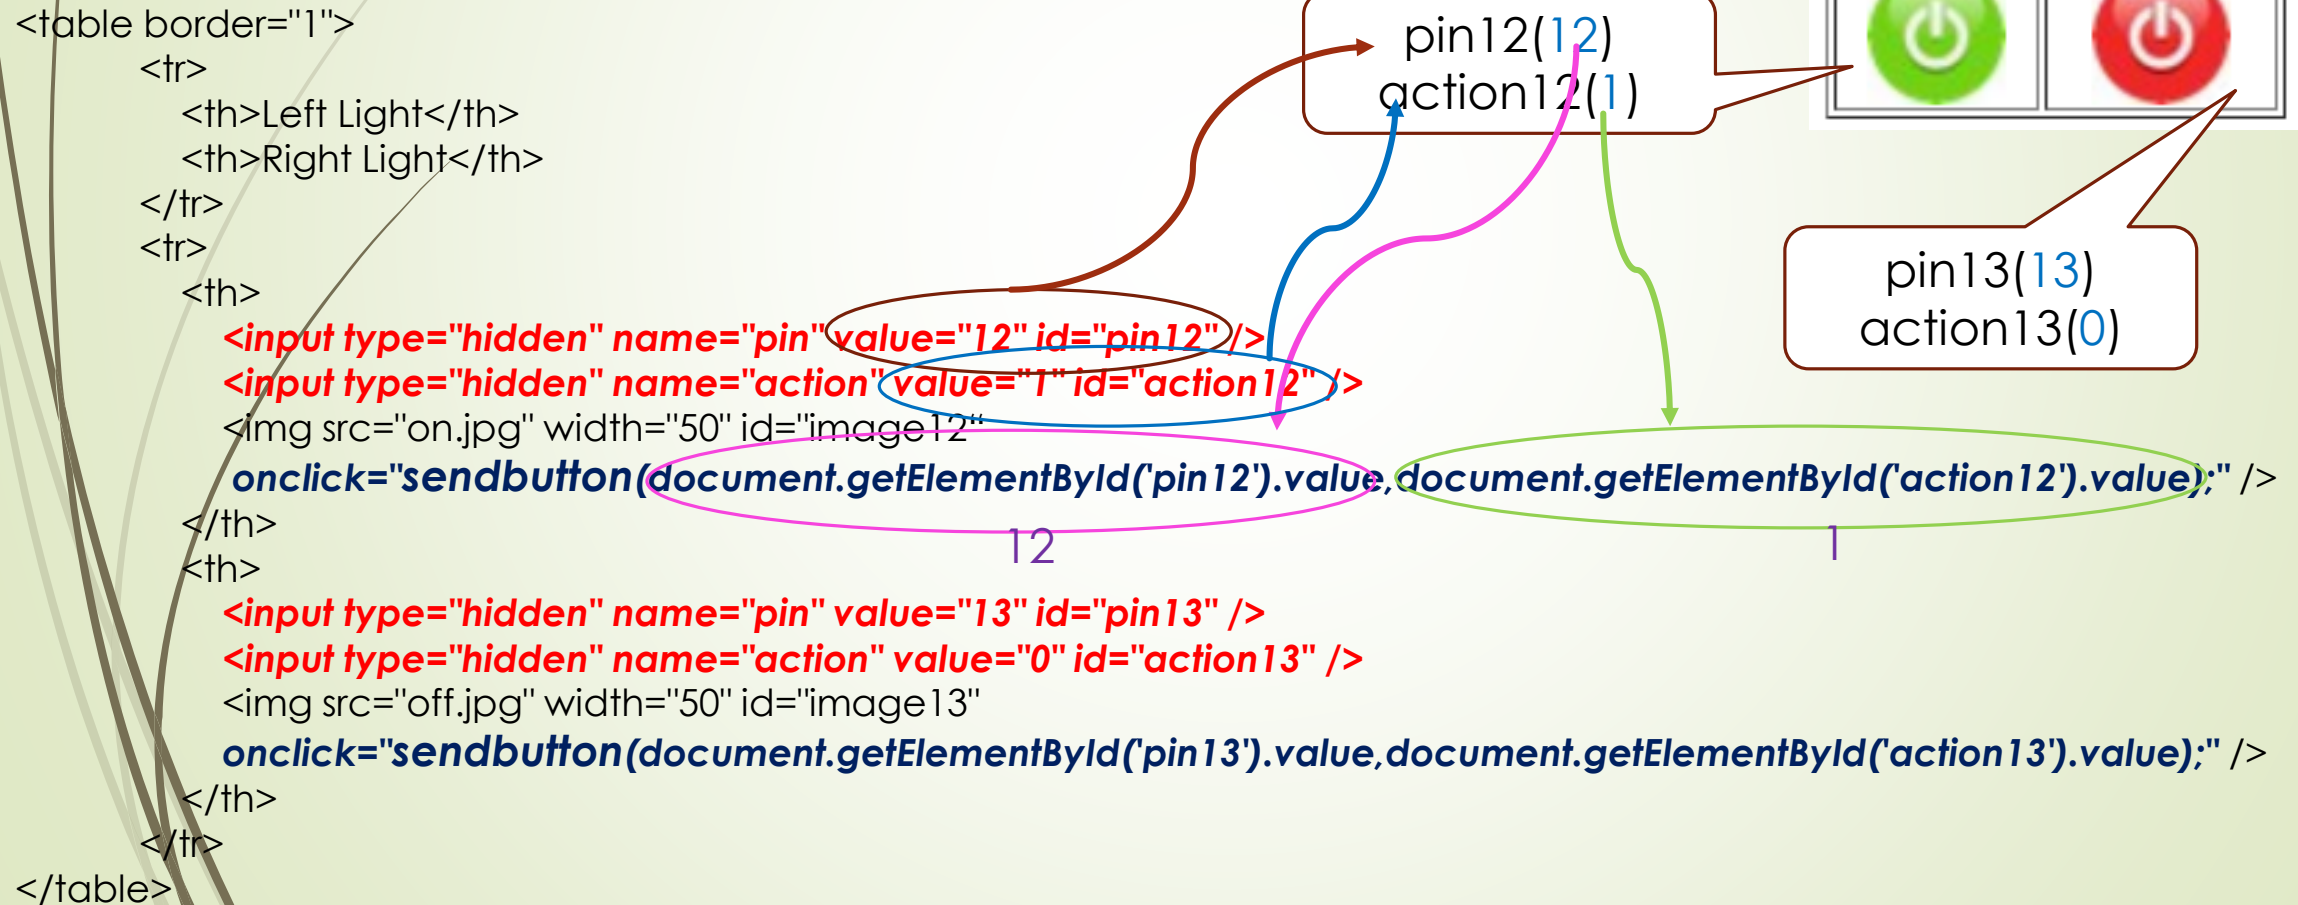 <table border="1">
<tr>
<th>Left Light</th>
<th>Right Light</th>
</tr>
<tr>
<th>
<input type="hidden" name="pin" value="12" id="pin12" />
<input type="hidden" name="action" value="1" id="action12" />
<img src="on.jpg" width="50" id="image12“
onclick="sendbutton(document.getElementById('pin12').value,document.getElementById('action12').value);" />
12
1
</th>
<th>
<input type="hidden" name="pin" value="13" id="pin13" />
<input type="hidden" name="action" value="0" id="action13" />
<img src="off.jpg" width="50" id="image13"
onclick="sendbutton(document.getElementById('pin13').value,document.getElementById('action13').value);" />
</th>
</tr>
</table>
pin12(12)
action12(1)
pin13(13)
action13(0)